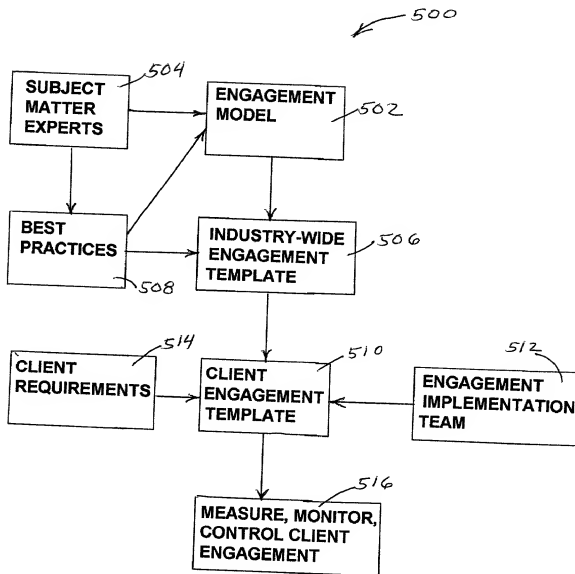 500
504
SUBJECT
MATTER
EXPERTS
ENGAGEMENT
MODEL
502
BEST
PRACTICES
508
INDUSTRY-WIDE
ENGAGEMENT
TEMPLATE
506
514
CLIENT
REQUIREMENTS
CLIENT
ENGAGEMENT
TEMPLATE
510
512
ENGAGEMENT
IMPLEMENTATION
TEAM
516
MEASURE, MONITOR,
CONTROL CLIENT
ENGAGEMENT